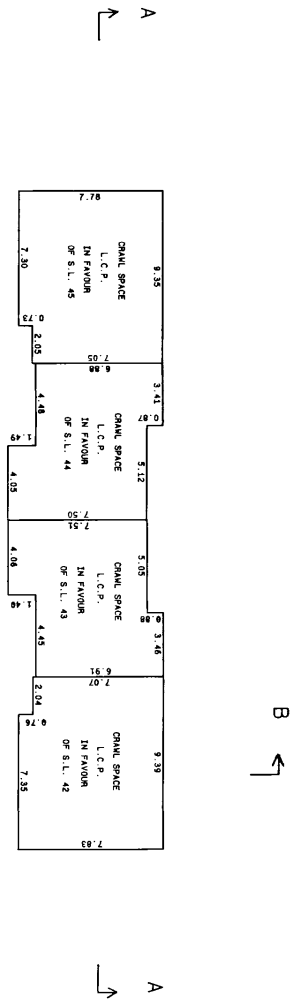 A
7.78
9.35
7.30
CRAWL SPACE
L.C.P.
IN FAVOUR
OF S.L. 45
0.73
2.05
7.05
6.88
3.41
0.87
4.48
1.49
4.05
CRAWL SPACE
L.C.P.
IN FAVOUR
OF S.L. 44
5.12
7.50
7.51
5.05
0.88
3.46
CRAWL SPACE
L.C.P.
IN FAVOUR
OF S.L. 43
4.06
4.45
6.91
7.07
2.04
0.76
7.35
CRAWL SPACE
L.C.P.
IN FAVOUR
OF S.L. 42
9.39
7.83
B
A